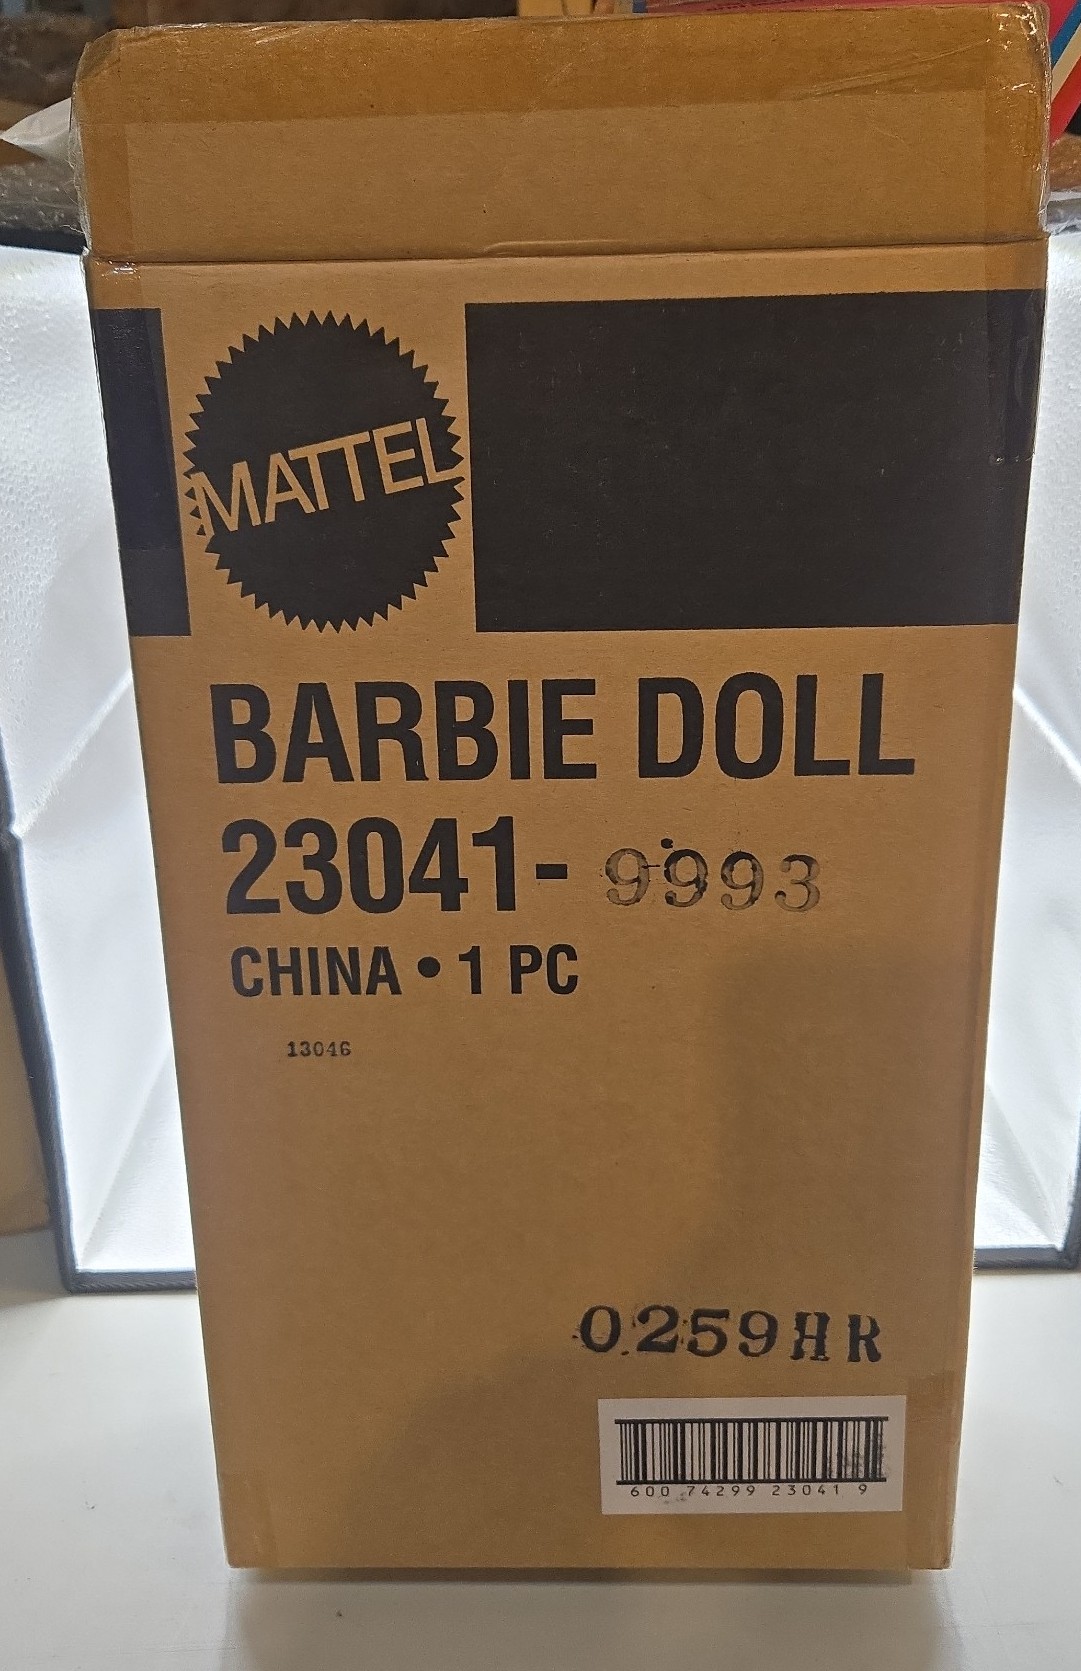 MATTEL
BARBIE DOLL
23041- 9993
CHINA • 1 PC
13046
0259HR
600 74299 23041 9